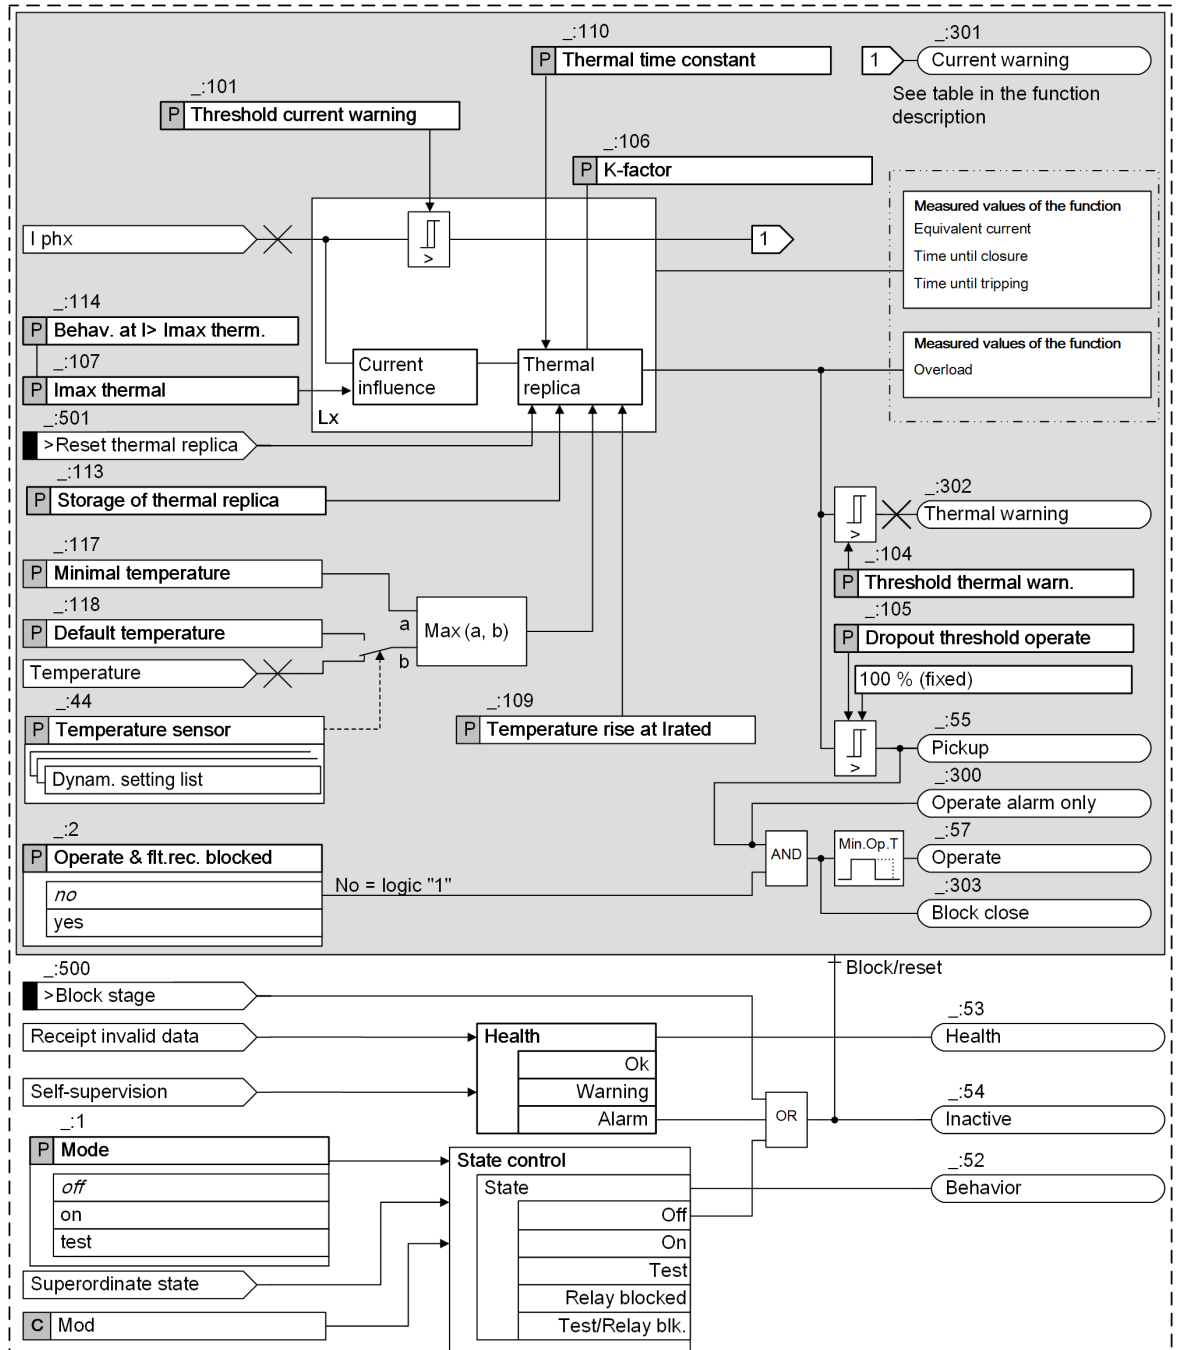 _:110
P Thermal time constant
_:301
1 Current warning
See table in the function
description
_:101
P Threshold current warning
_:106
P K-factor
Measured values of the function
Equivalent current
Time until closure
Time until tripping
I phx
>
1
_:114
P Behav. at I> Imax therm.
_:107
P Imax thermal
Current
influence
Thermal
replica
Lx
Measured values of the function
Overload
_:501
>Reset thermal replica
_:113
P Storage of thermal replica
_:302
>
Thermal warning
_:104
P Threshold thermal warn.
_:117
P Minimal temperature
_:118
P Default temperature
Temperature
a
b
Max (a, b)
_:105
P Dropout threshold operate
100 % (fixed)
_:44
P Temperature sensor
Dynam. setting list
_:109
P Temperature rise at Irated
>
_:55
Pickup
_:300
Operate alarm only
_:2
P Operate & flt.rec. blocked
no
yes
No = logic "1"
AND
Min.Op.T
_:57
Operate
_:303
Block close
Block/reset
_:500
>Block stage
Receipt invalid data
Self-supervision
Health
Ok
Warning
Alarm
OR
_:53
Health
_:54
Inactive
_:1
P Mode
off
on
test
Superordinate state
C Mod
State control
State
Off
On
Test
Relay blocked
Test/Relay blk.
_:52
Behavior